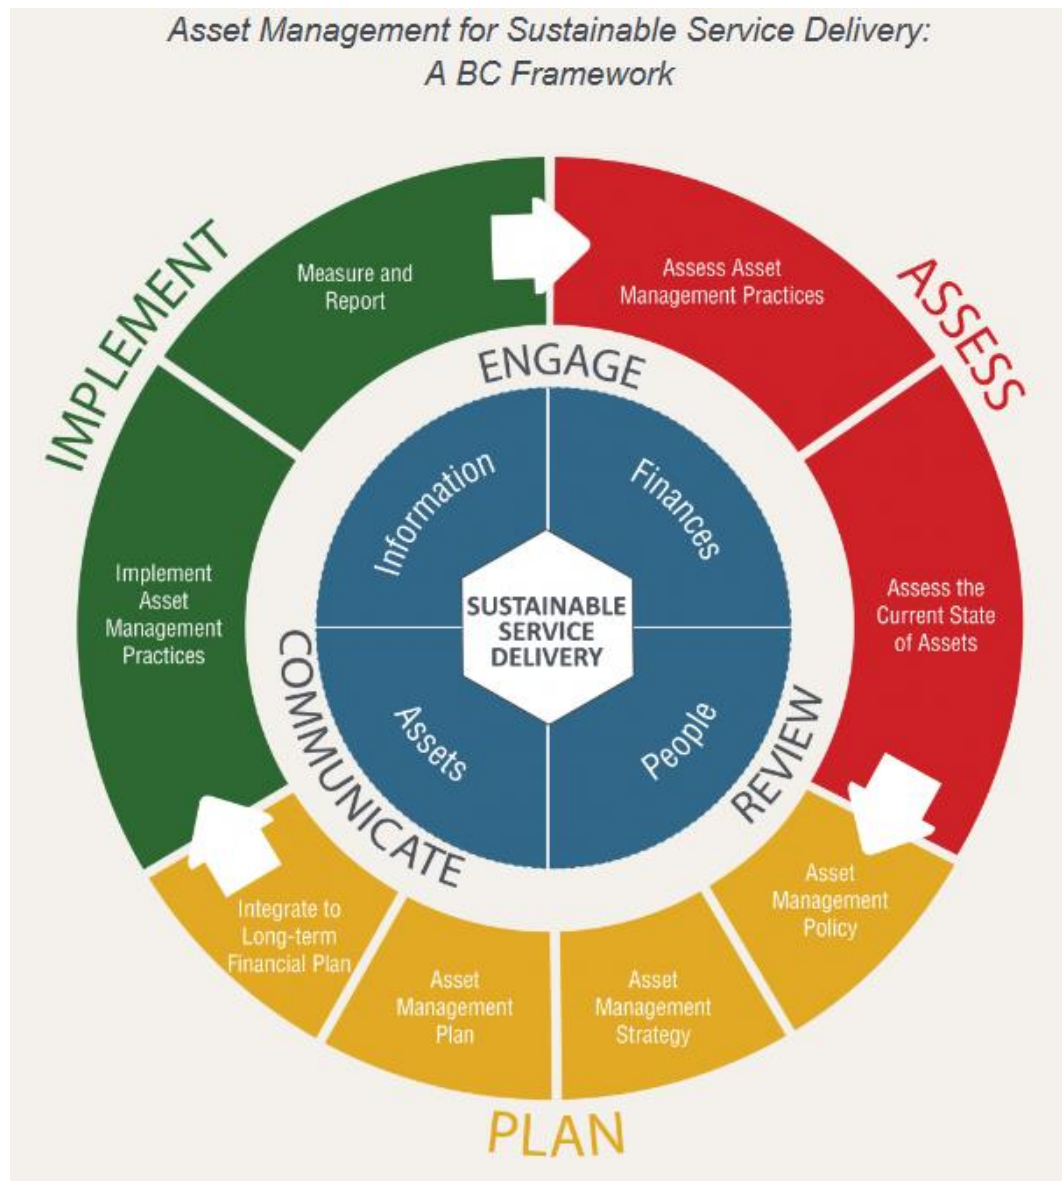 Asset Management for Sustainable Service Delivery:
A BC Framework
IMPLEMENT
Measure and
Report
Assess Asset
Management Practices
ASSESS
ENGAGE
Information
Finances
Implement
Asset
Management
Practices
SUSTAINABLE
SERVICE
DELIVERY
Assess the
Current State
of Assets
COMMUNICATE
Assets
People
REVIEW
Integrate to
Long-term
Financial Plan
Asset
Management
Plan
Asset
Management
Strategy
Asset
Management
Policy
PLAN